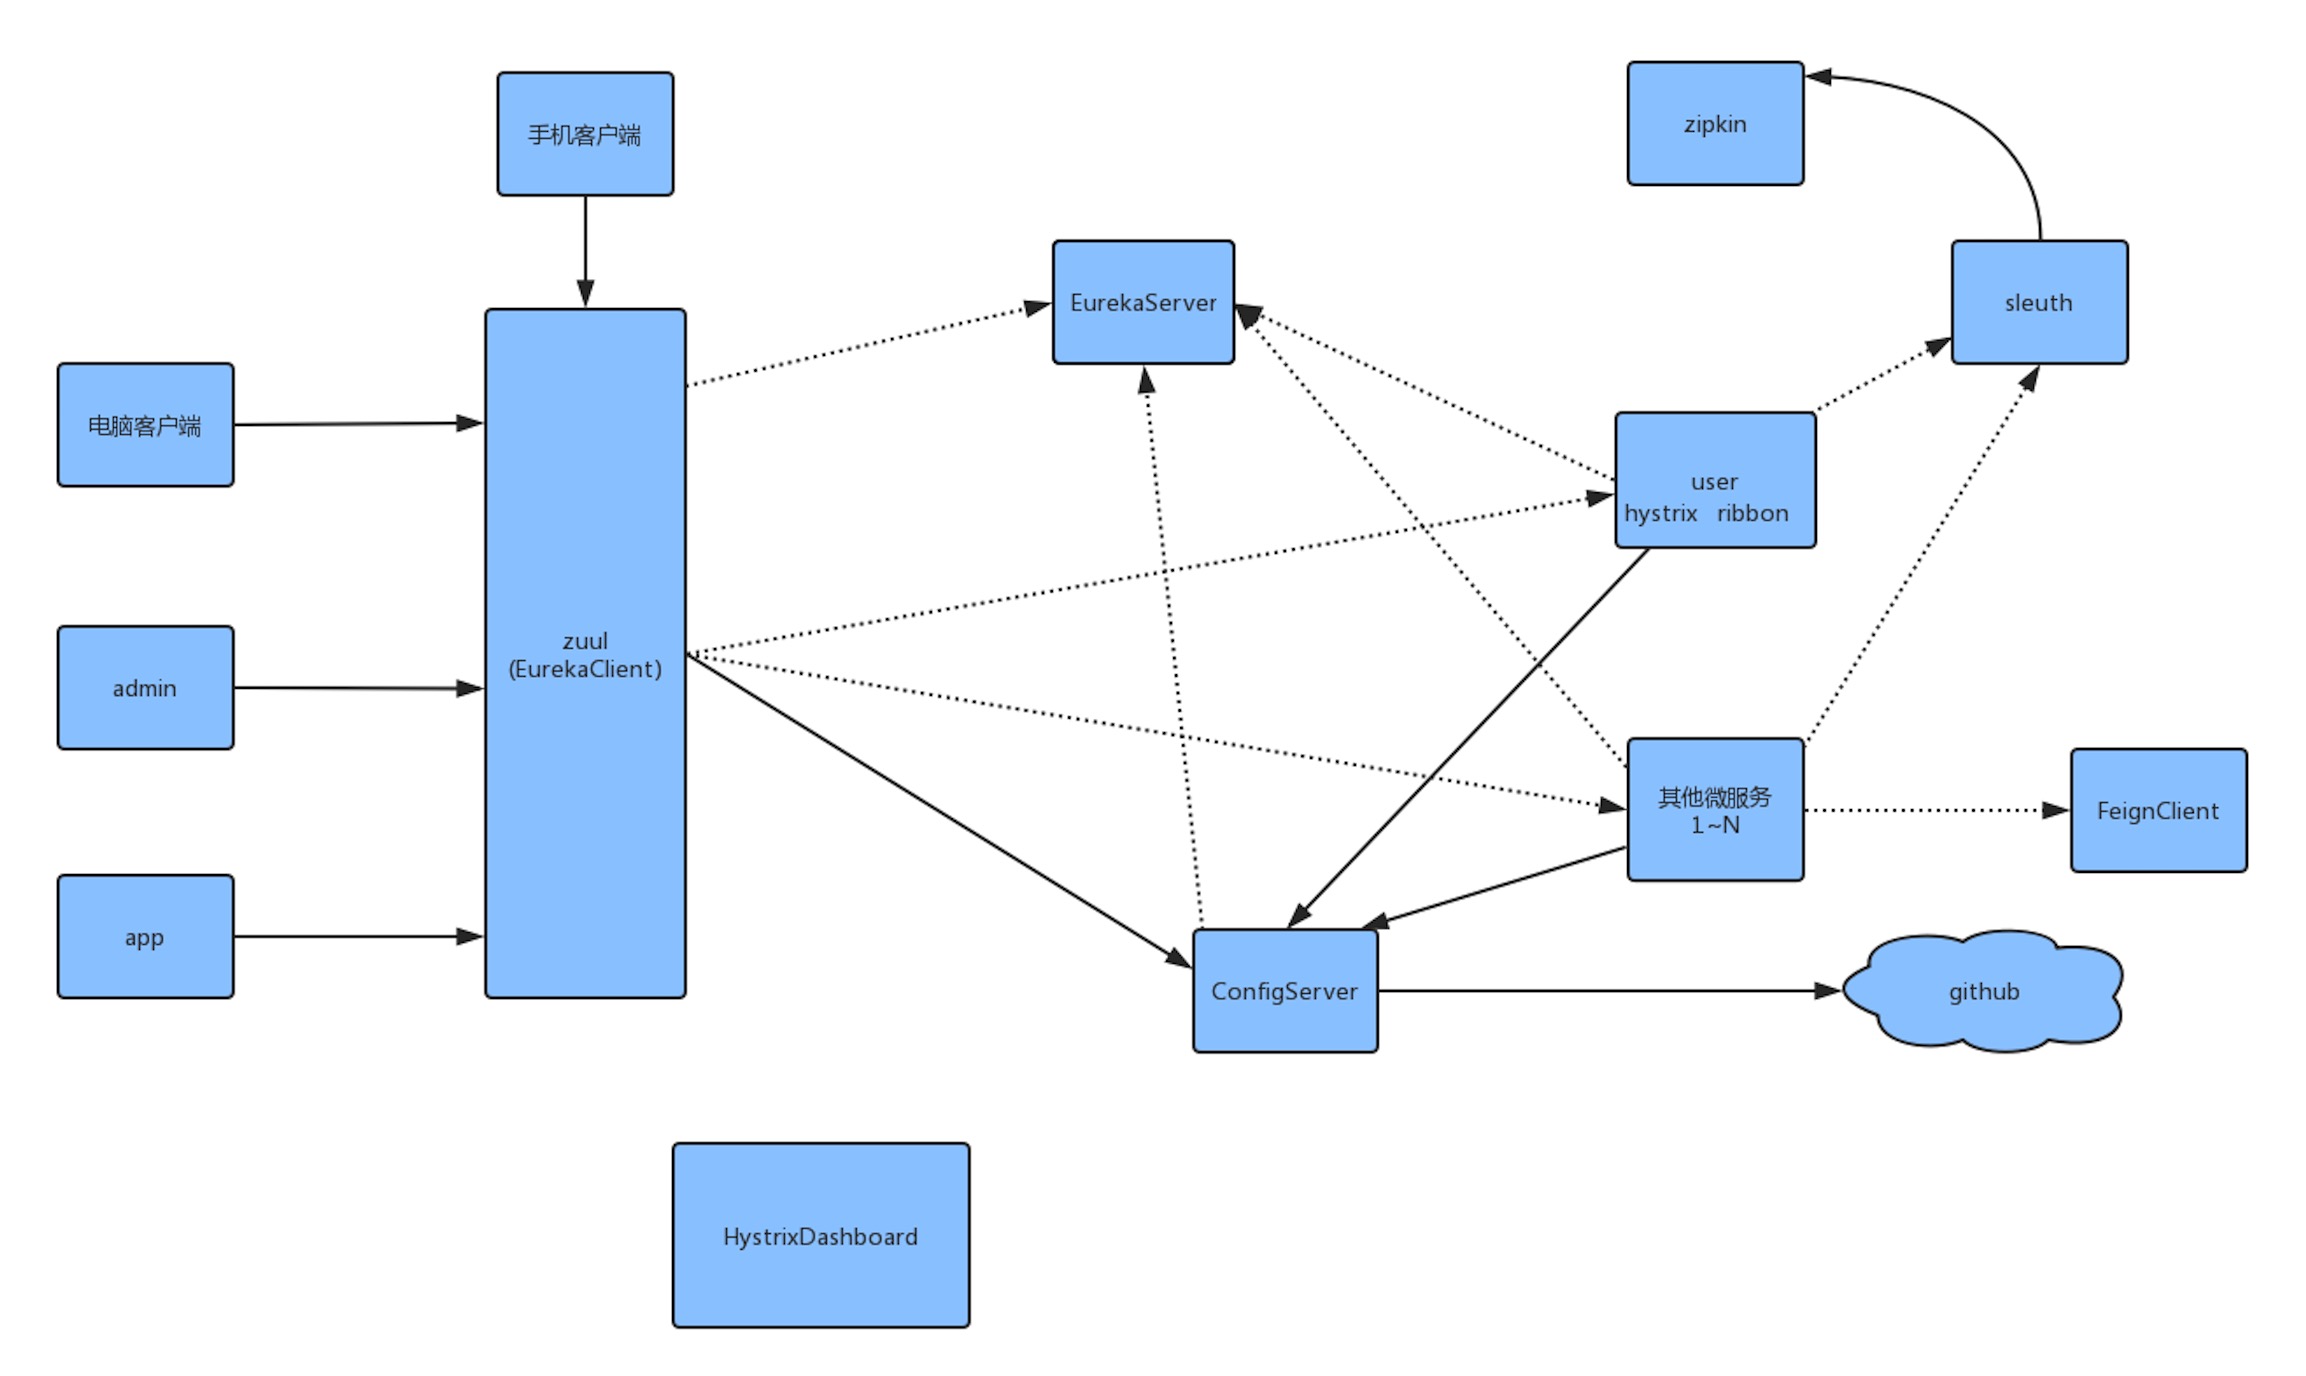 手机客户端
zipkin
EurekaServer
sleuth
电脑客户端
user
hystrix ribbon
zuul
(EurekaClient)
admin
其他微服务
1~N
FeignClient
app
ConfigServer
github
HystrixDashboard